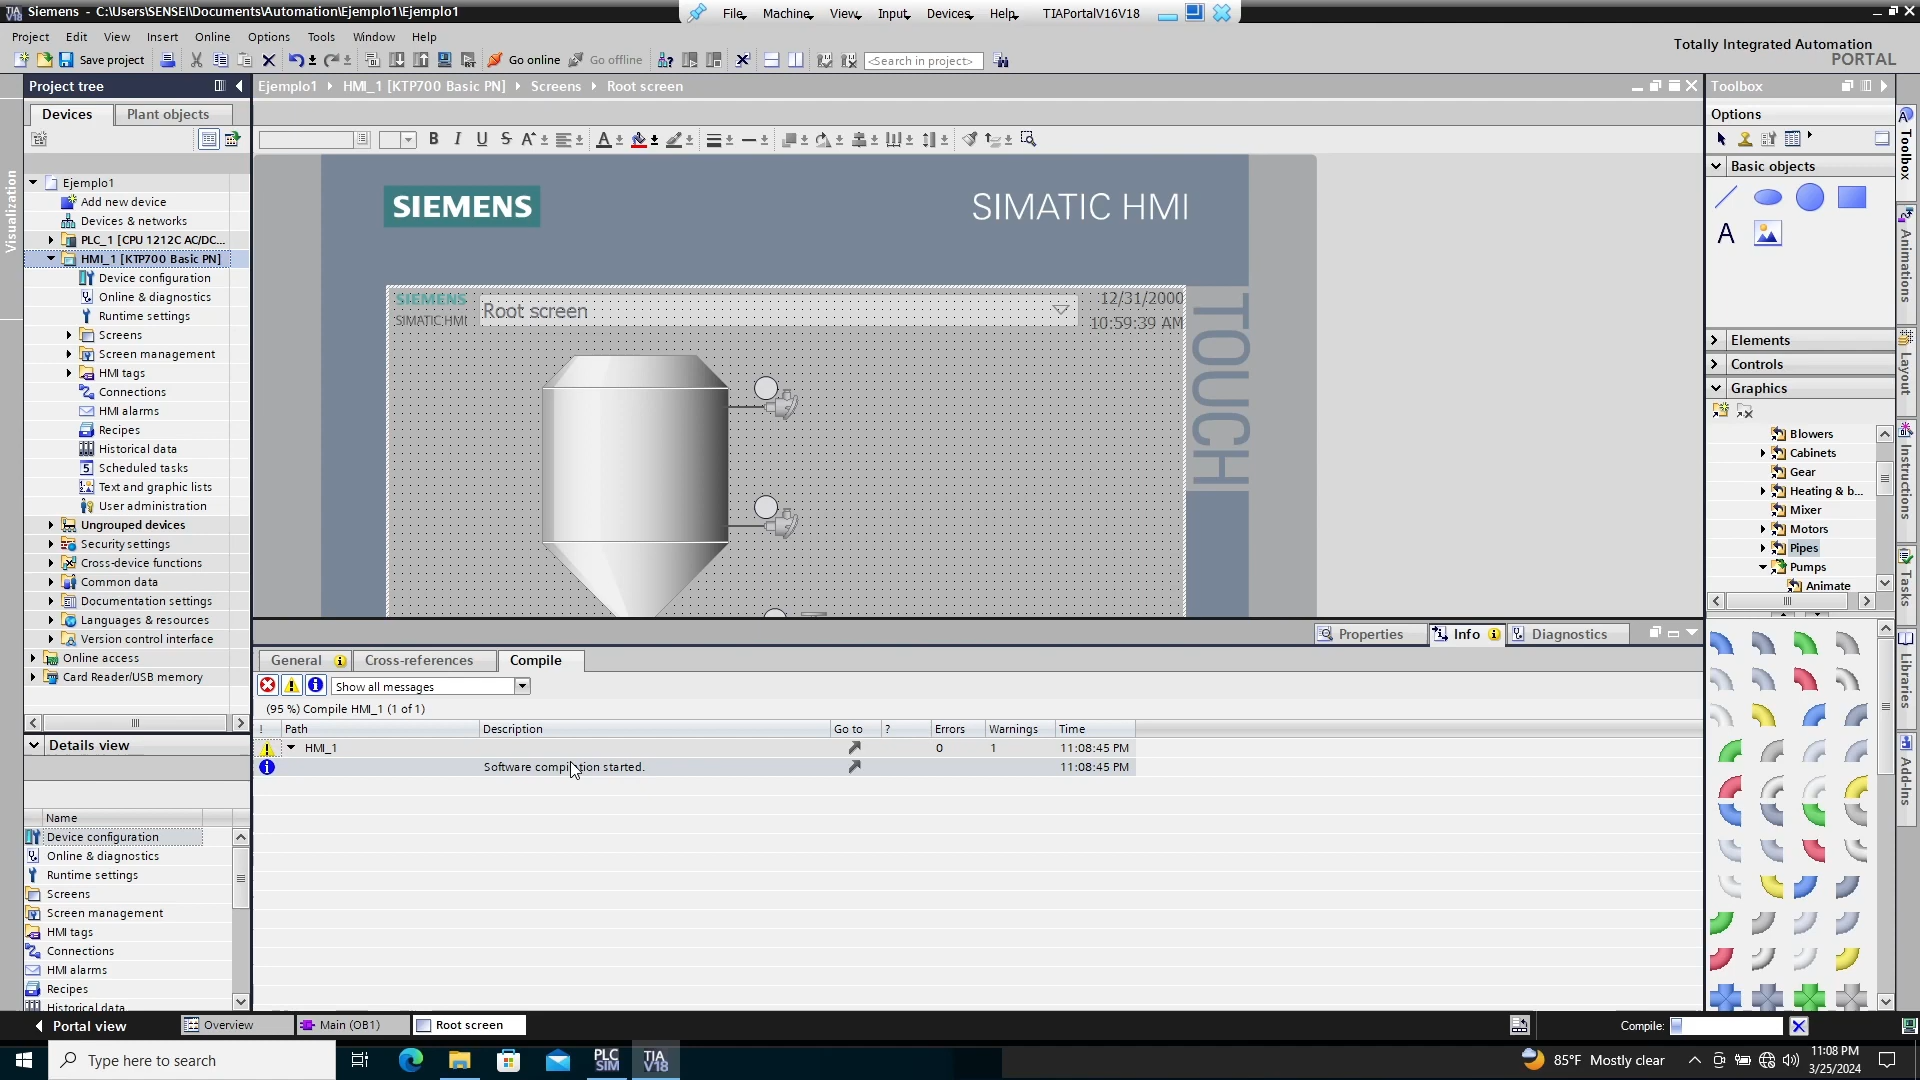 Siemens - C:\Users\SENSEI\Documents\Automation\Ejemplo1\Ejemplo1
File Machine View Input Devices Help TIAPortalV16V18
Project Edit View Insert Online Options Tools Window Help
Totally Integrated Automation
PORTAL
Save project Go online Go offline <Search in project>
Project tree
Ejemplo1 HMI_1 [KTP700 Basic PN] Screens Root screen
Toolbox
Devices Plant objects
Options
Visualization
Ejemplo1
Add new device
Devices & networks
PLC_1 [CPU 1212C AC/DC...
HMI_1 [KTP700 Basic PN]
Device configuration
Online & diagnostics
Runtime settings
Screens
Screen management
HMI tags
Connections
HMI alarms
Recipes
Historical data
Scheduled tasks
Text and graphic lists
User administration
Ungrouped devices
Security settings
Cross-device functions
Common data
Documentation settings
Languages & resources
Version control interface
Online access
Card Reader/USB memory
Details view
Name
Device configuration
Online & diagnostics
Runtime settings
Screens
Screen management
HMI tags
Connections
HMI alarms
Recipes
Historical data
B I U S A A
SIEMENS
SIMATIC HMI
SIEMENS
SIMATIC HMI
Root screen
12/31/2000
10:59:39 AM
TOUCH
Properties Info Diagnostics
General Cross-references Compile
Show all messages
(95 %) Compile HMI_1 (1 of 1)
! Path Description Go to ? Errors Warnings Time
HMI_1 0 1 11:08:45 PM
Software compilation started. 11:08:45 PM
Basic objects
A
Elements
Controls
Graphics
Blowers
Cabinets
Gear
Heating & b...
Mixer
Motors
Pipes
Pumps
Animate
Toolbox
Animations
Layout
Instructions
Tasks
Libraries
Add-Ins
Portal view Overview Main (OB1) Root screen
Compile:
Type here to search
PLC SIM
TIA V18
85°F Mostly clear
11:08 PM
3/25/2024